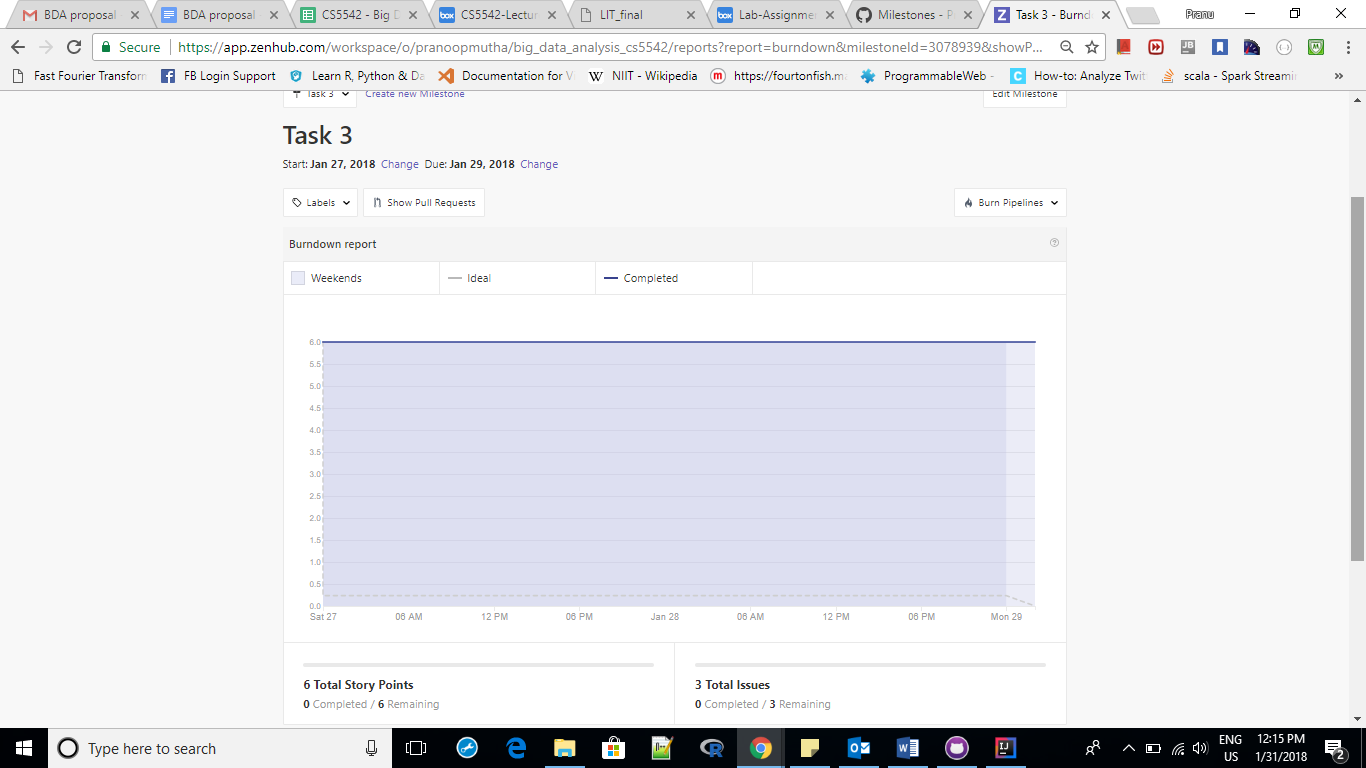 BDA proposal
BDA proposal
CS5542 - Big D
CS5542-Lectur
LIT_final
Lab-Assignme
Milestones - P
Task 3 - Burnd
Pranu
Secure
https://app.zenhub.com/workspace/o/pranoopmutha/big_data_analysis_cs5542/reports?report=burndown&milestoneId=3078939&showP...
Fast Fourier Transform
FB Login Support
Learn R, Python & Da
Documentation for V
W NIIT - Wikipedia
https://fourtonfish.ma
ProgrammableWeb -
How-to: Analyze Twit
scala - Spark Streami
»
Task 3
Create new Milestone
Edit Milestone
Task 3
Start: Jan 27, 2018 Change Due: Jan 29, 2018 Change
Labels
Show Pull Requests
Burn Pipelines
Burndown report
Weekends
Ideal
Completed
6.0
5.5
5.0
4.5
4.0
3.5
3.0
2.5
2.0
1.5
1.0
0.5
0.0
Sat 27 06 AM 12 PM 06 PM Jan 28 06 AM 12 PM 06 PM Mon 29
6 Total Story Points
0 Completed / 6 Remaining
3 Total Issues
0 Completed / 3 Remaining
Type here to search
ENG
US
12:15 PM
1/31/2018
2